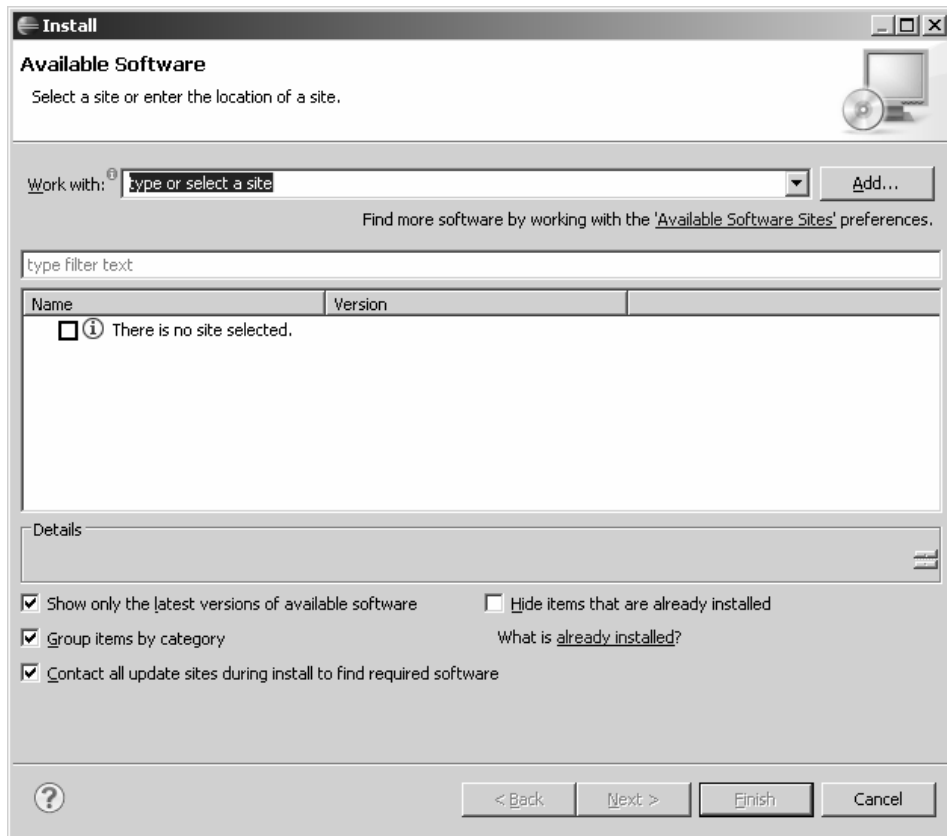 Install
Available Software
Select a site or enter the location of a site.
Work with: type or select a site Add...
Find more software by working with the 'Available Software Sites' preferences.
type filter text
Name Version
There is no site selected.
Details
Show only the latest versions of available software Hide items that are already installed
Group items by category What is already installed?
Contact all update sites during install to find required software
< Back Next > Finish Cancel